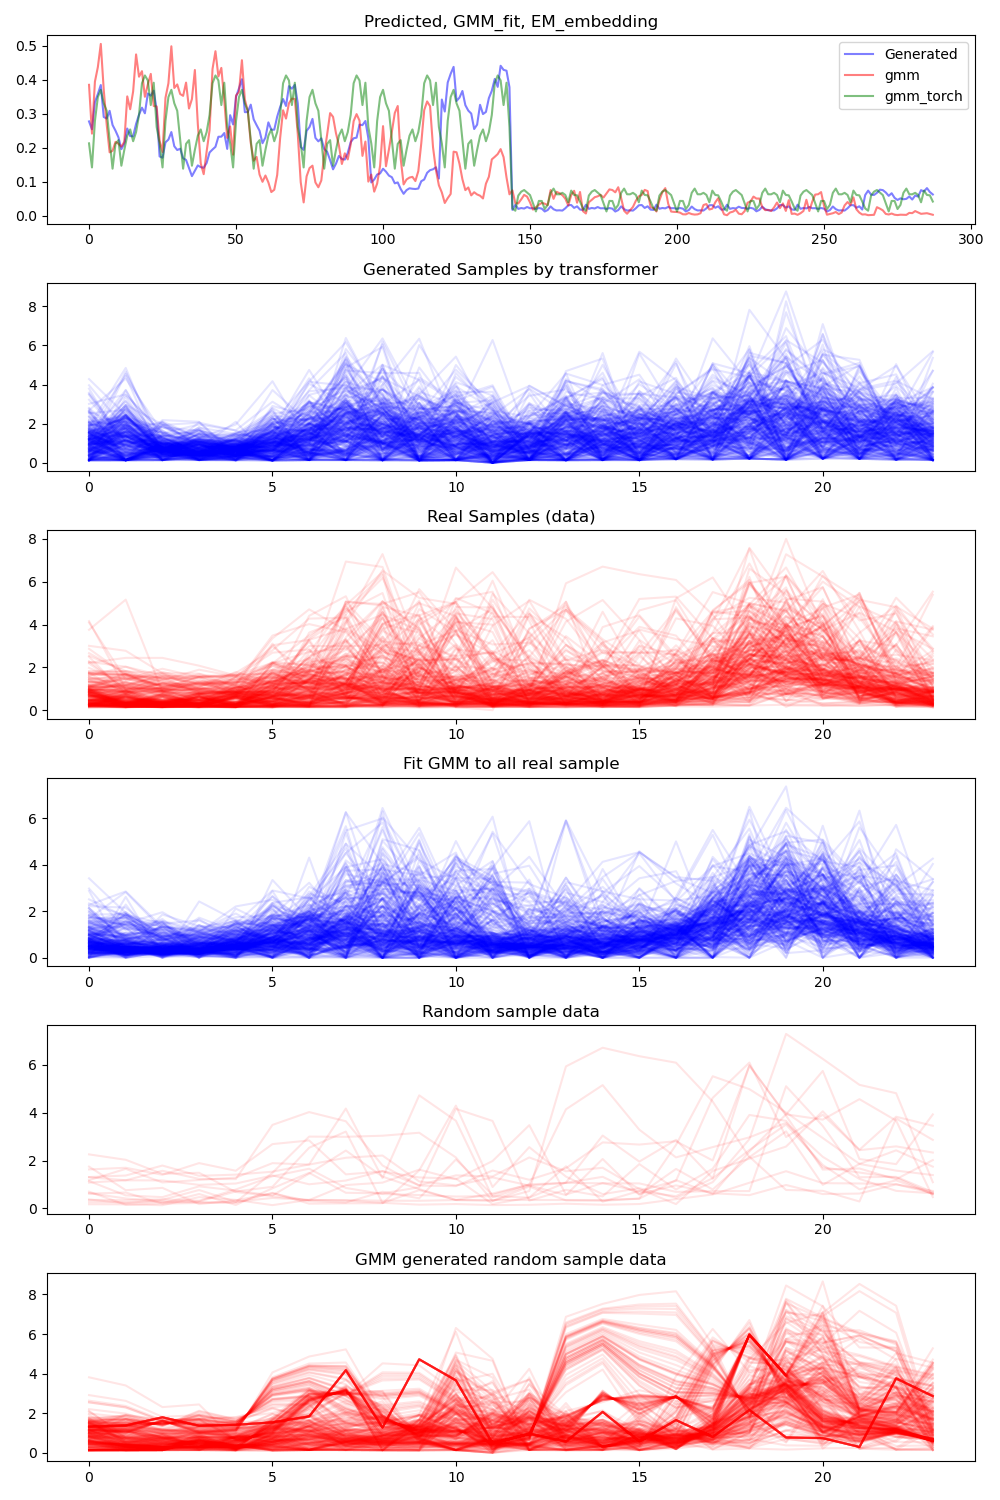 Predicted, GMM_fit, EM_embedding
0.5
0.4
0.3
0.2
0.1
0.0
Generated
gmm
gmm_torch
0 50 100 150 200 250 300
Generated Samples by transformer
8
6
4
2
0
0 5 10 15 20
Real Samples (data)
8
6
4
2
0
0 5 10 15 20
Fit GMM to all real sample
6
4
2
0
0 5 10 15 20
Random sample data
6
4
2
0
0 5 10 15 20
GMM generated random sample data
8
6
4
2
0
0 5 10 15 20